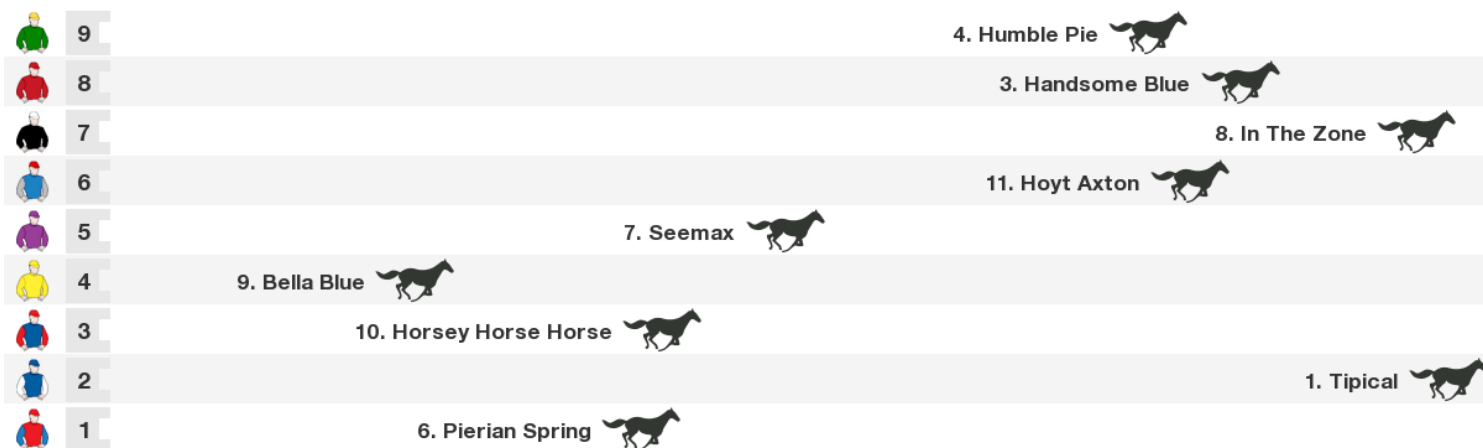 9 4. Humble Pie
8 3. Handsome Blue
7 8. In The Zone
6 11. Hoyt Axton
5 7. Seemax
4 9. Bella Blue
3 10. Horsey Horse Horse
2 1. Tipical
1 6. Pierian Spring